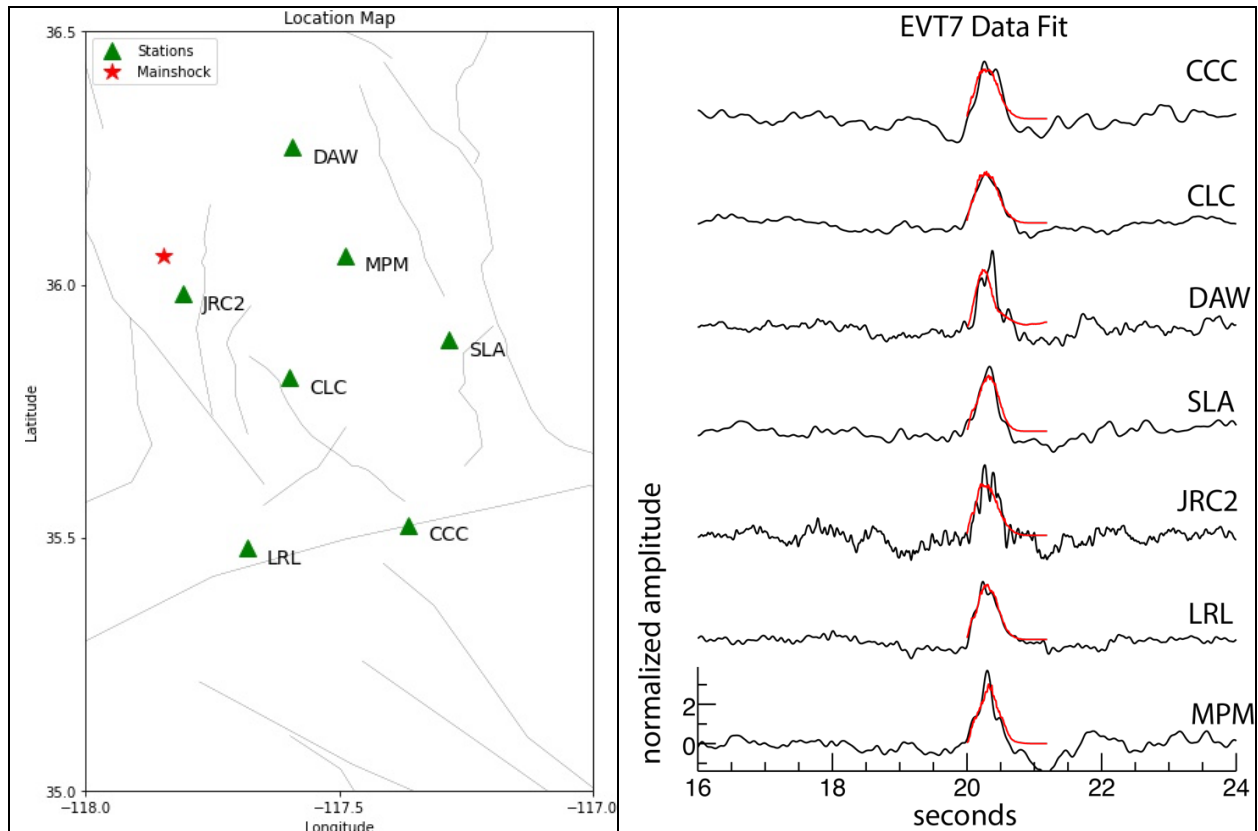 Location Map
36.5
36.0
35.5
35.0
Latitude
Stations
Mainshock
DAW
MPM
JRC2
SLA
CLC
CCC
LRL
−118.0
−117.5
−117.0
Longitude
EVT7 Data Fit
CCC
CLC
DAW
SLA
JRC2
LRL
MPM
normalized amplitude
2
0
16
18
20
22
24
seconds